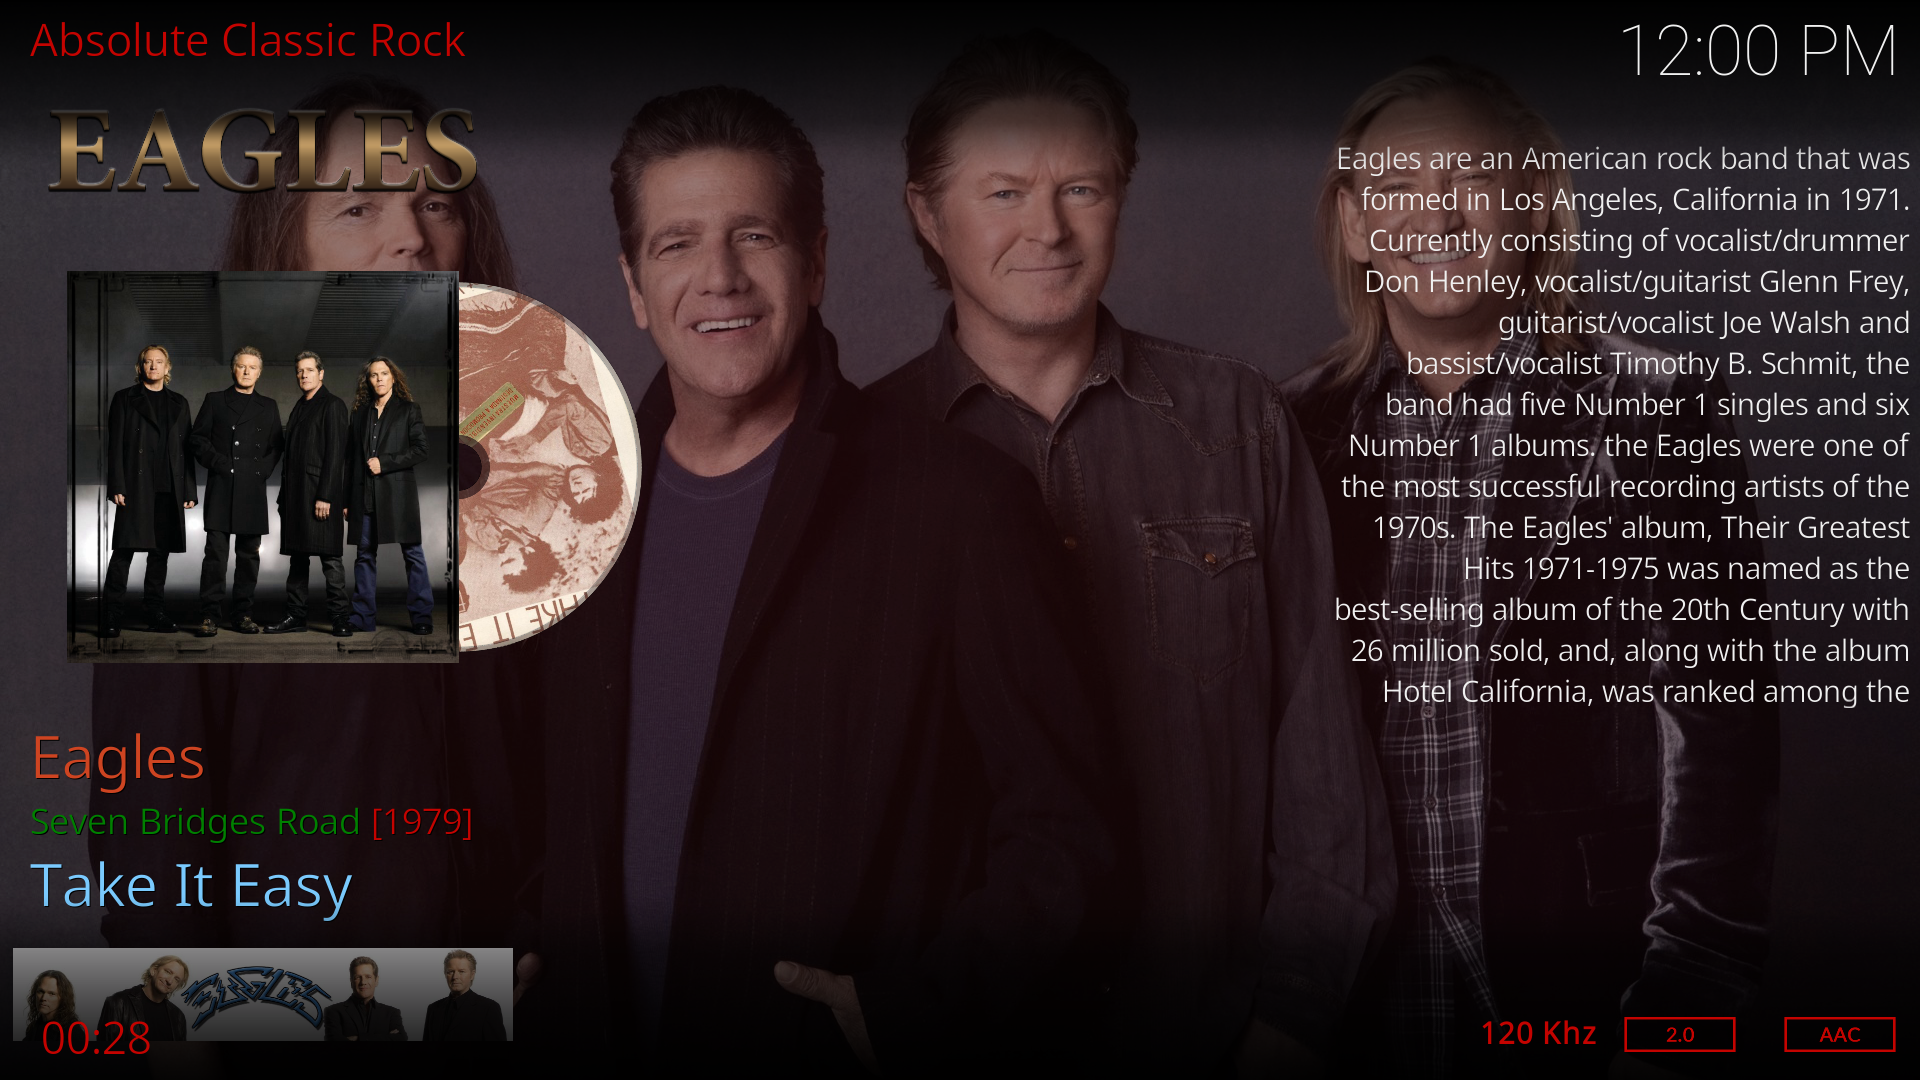 Absolute Classic Rock
12:00 PM
EAGLES
Eagles are an American rock band that was
formed in Los Angeles, California in 1971.
Currently consisting of vocalist/drummer
Don Henley, vocalist/guitarist Glenn Frey,
guitarist/vocalist Joe Walsh and
bassist/vocalist Timothy B. Schmit, the
band had five Number 1 singles and six
Number 1 albums. the Eagles were one of
the most successful recording artists of the
1970s. The Eagles' album, Their Greatest
Hits 1971-1975 was named as the
best-selling album of the 20th Century with
26 million sold, and, along with the album
Hotel California, was ranked among the
Eagles
Seven Bridges Road [1979]
Take It Easy
EAGLES
00:28
120 Khz
2.0
AAC